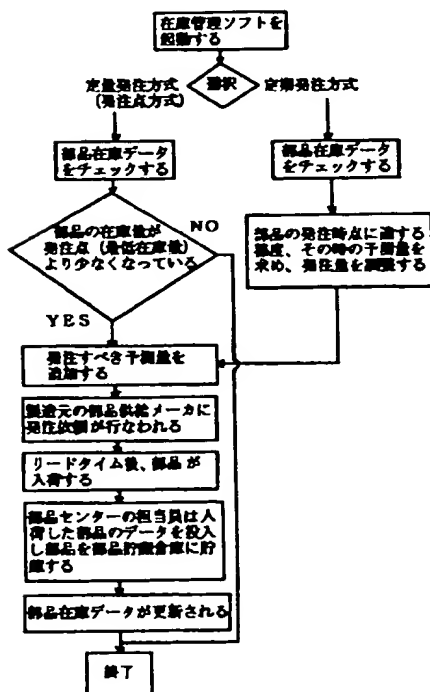 在庫管理ソフトを
起動する
選択
定量発注方式
(発注点方式)
定期発注方式
部品在庫データ
をチェックする
部品在庫データ
をチェックする
部品の在庫量が
発注点(最低在庫量)
より少なくなっている
NO
YES
部品の発注時点に達する
都度、その時の予測量を
求め、発注量を調整する
発注すべき予測量を
追加する
製造元の部品供給メーカに
発注依頼が行なわれる
リードタイム後、部品が
入荷する
部品センターの担当員は入
荷した部品のデータを投入
し部品を部品貯蔵倉庫に貯
蔵する
部品在庫データが更新される
終了